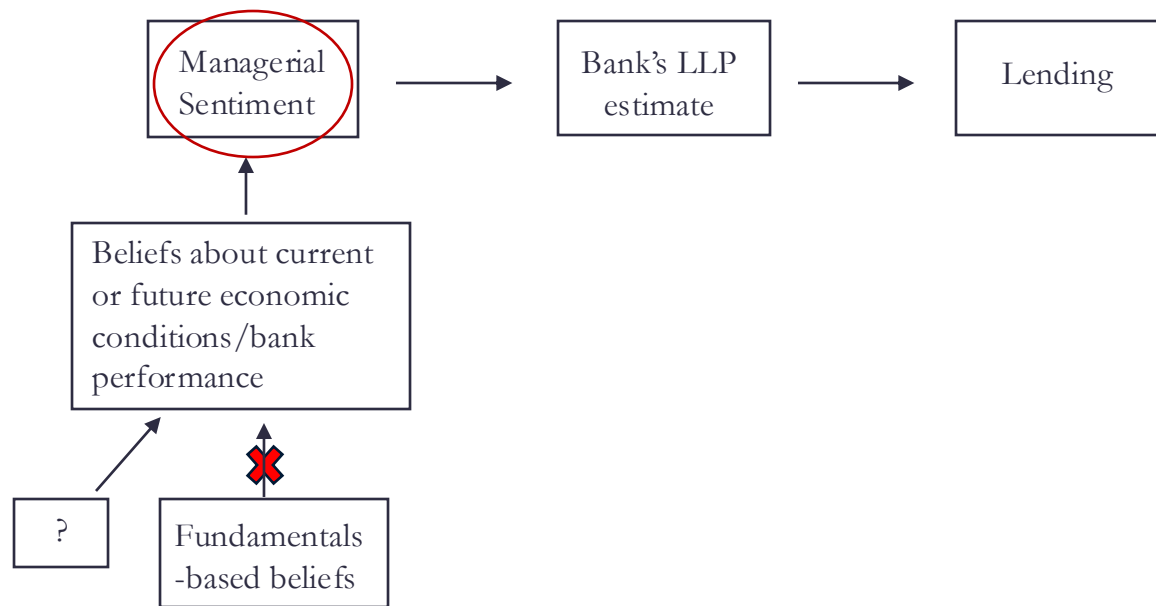 Managerial
Sentiment
Bank's LLP
estimate
Lending
Beliefs about current
or future economic
conditions/bank
performance
?
Fundamentals
-based beliefs